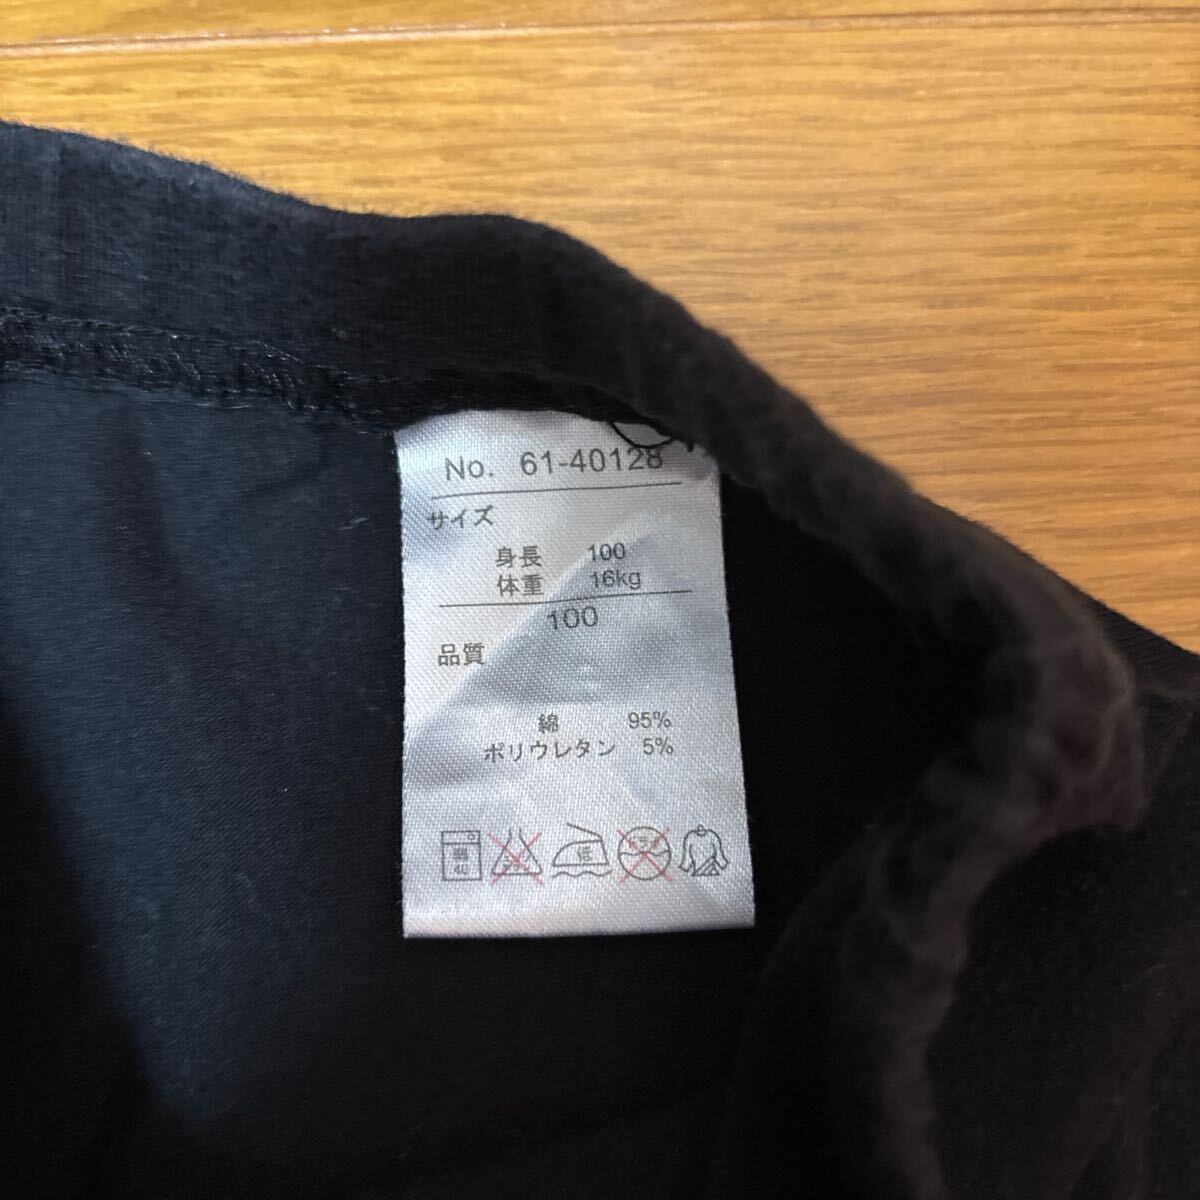 No. 61-40128
サイズ
身長 100
体重 16kg
100
品質
綿 95%
ポリウレタン 5%
低